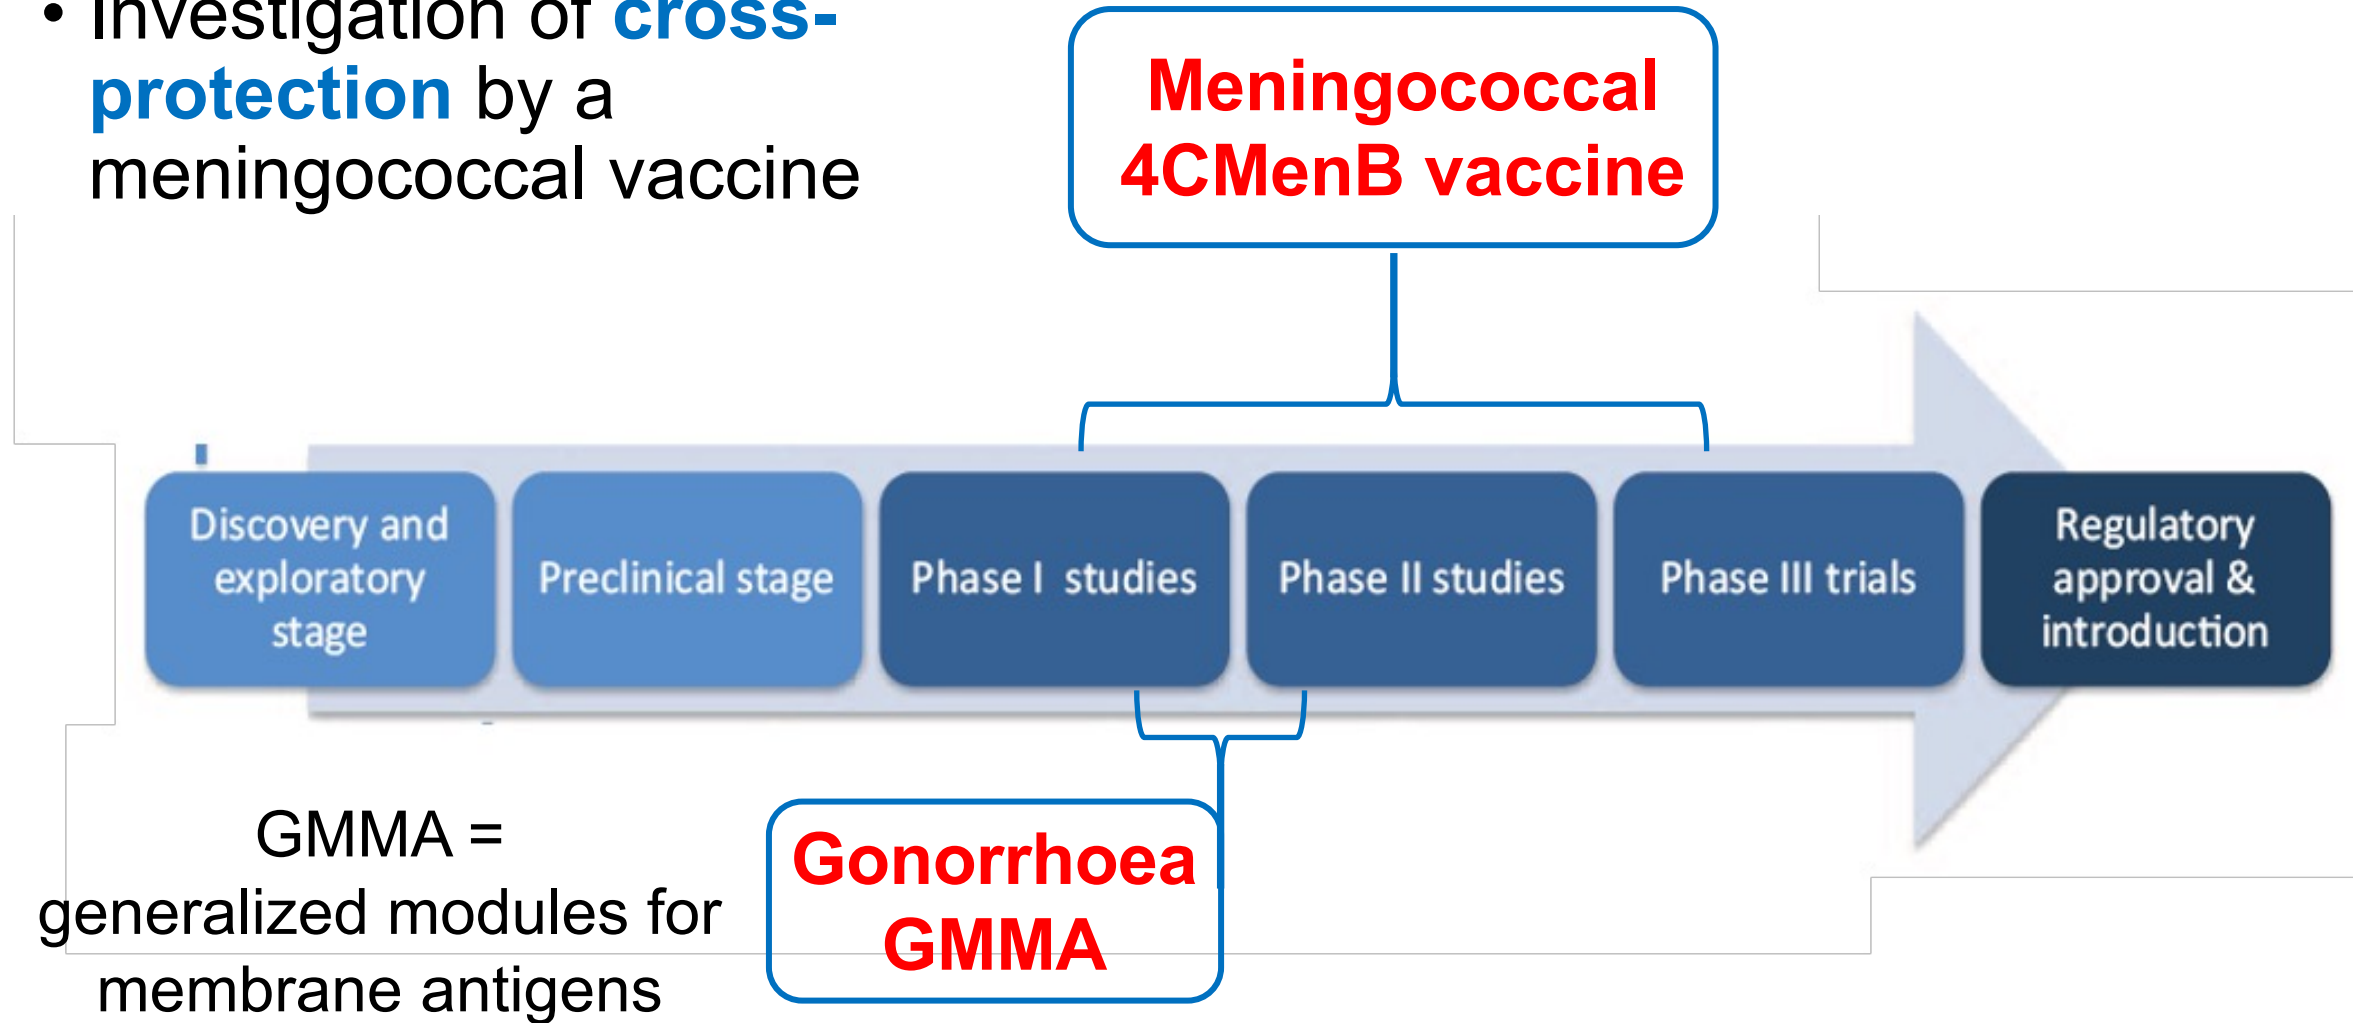 • Investigation of cross-
protection by a
meningococcal vaccine
Meningococcal
4CMenB vaccine
Discovery and
exploratory
stage
Preclinical stage
Phase I studies
Phase II studies
Phase III trials
Regulatory
approval &
introduction
GMMA =
generalized modules for
membrane antigens
Gonorrhoea
GMMA